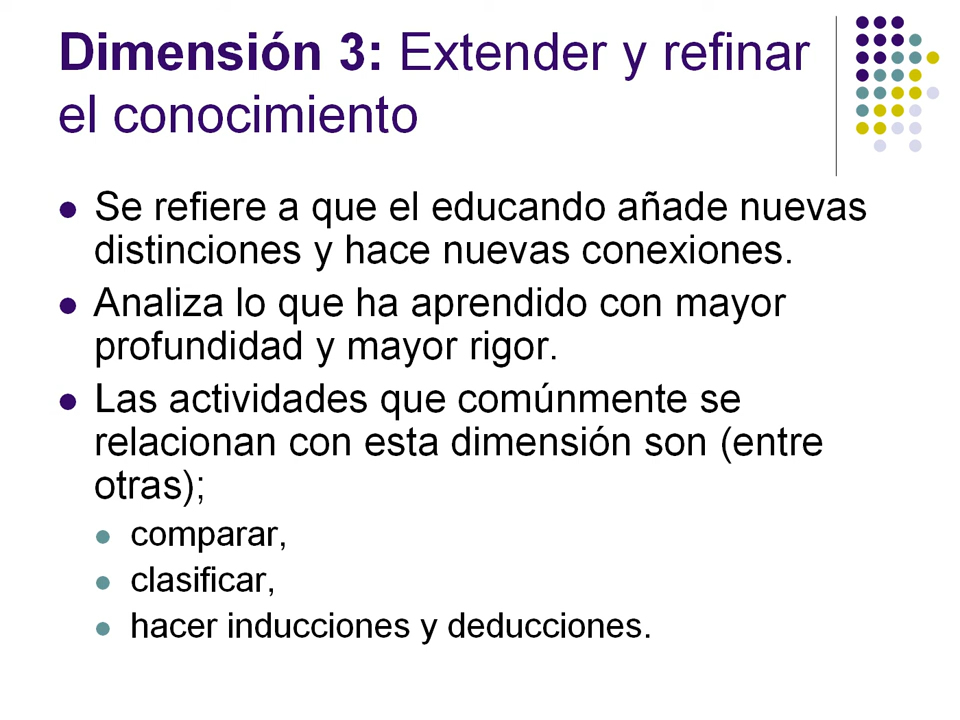 Dimensión 3: Extender y refinar
el conocimiento
Se refiere a que el educando añade nuevas
distinciones y hace nuevas conexiones.
Analiza lo que ha aprendido con mayor
profundidad y mayor rigor.
Las actividades que comúnmente se
relacionan con esta dimensión son (entre
otras);
comparar,
clasificar,
hacer inducciones y deducciones.